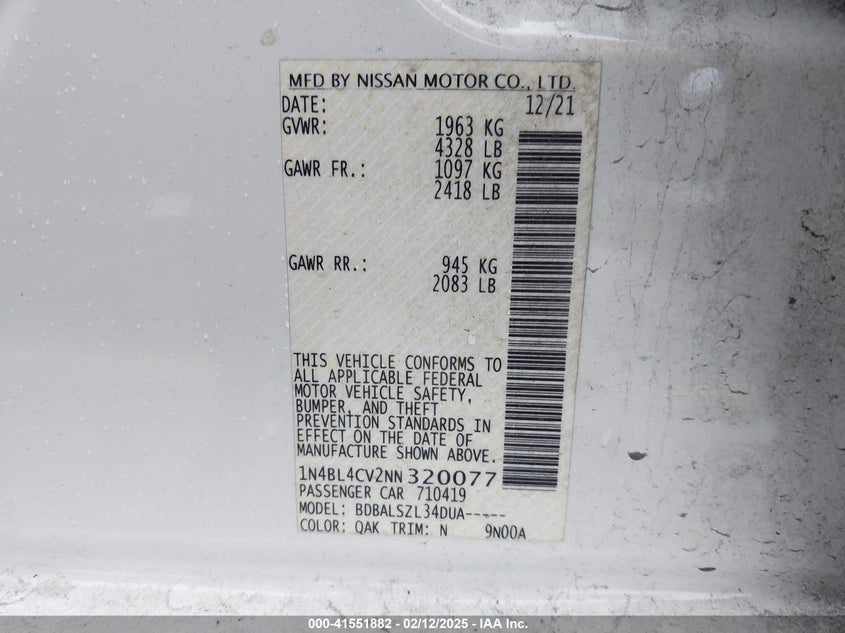 MFD BY NISSAN MOTOR CO., LTD.
DATE: 12/21
GVWR: 1963 KG
4328 LB
GAWR FR.: 1097 KG
2418 LB
GAWR RR.: 945 KG
2083 LB
THIS VEHICLE CONFORMS TO
ALL APPLICABLE FEDERAL
MOTOR VEHICLE SAFETY,
BUMPER, AND THEFT
PREVENTION STANDARDS IN
EFFECT ON THE DATE OF
MANUFACTURE SHOWN ABOVE.
1N4BL4CV2NN320077
PASSENGER CAR 710419
MODEL: BDBALSZL34DUA-----
COLOR: QAK TRIM: N 9N00A
000-41551882 - 02/12/2025 - IAA Inc.